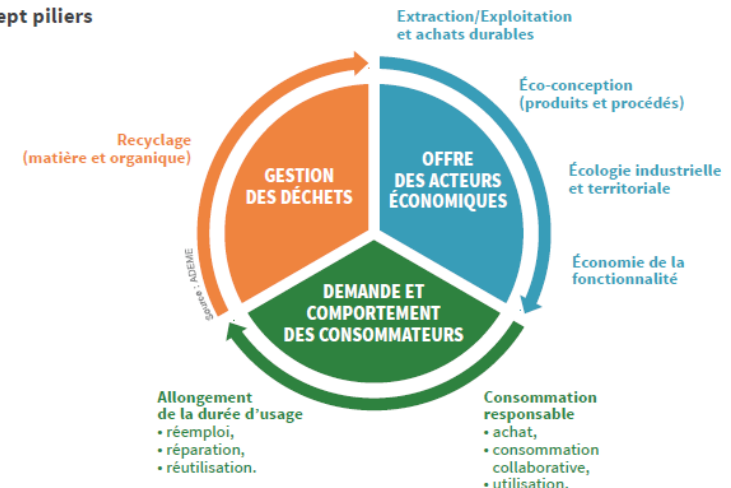 ept piliers
Extraction/Exploitation
et achats durables
Éco-conception
(produits et procédés)
Écologie industrielle
et territoriale
Économie de la
fonctionnalité
Recyclage
(matière et organique)
GESTION
DES DÉCHETS
OFFRE
DES ACTEURS
ÉCONOMIQUES
DEMANDE ET
COMPORTEMENT
DES CONSOMMATEURS
Source : ADEME
Allongement
de la durée d’usage
• réemploi,
• réparation,
• réutilisation.
Consommation
responsable
• achat,
• consommation
collaborative,
• utilisation.